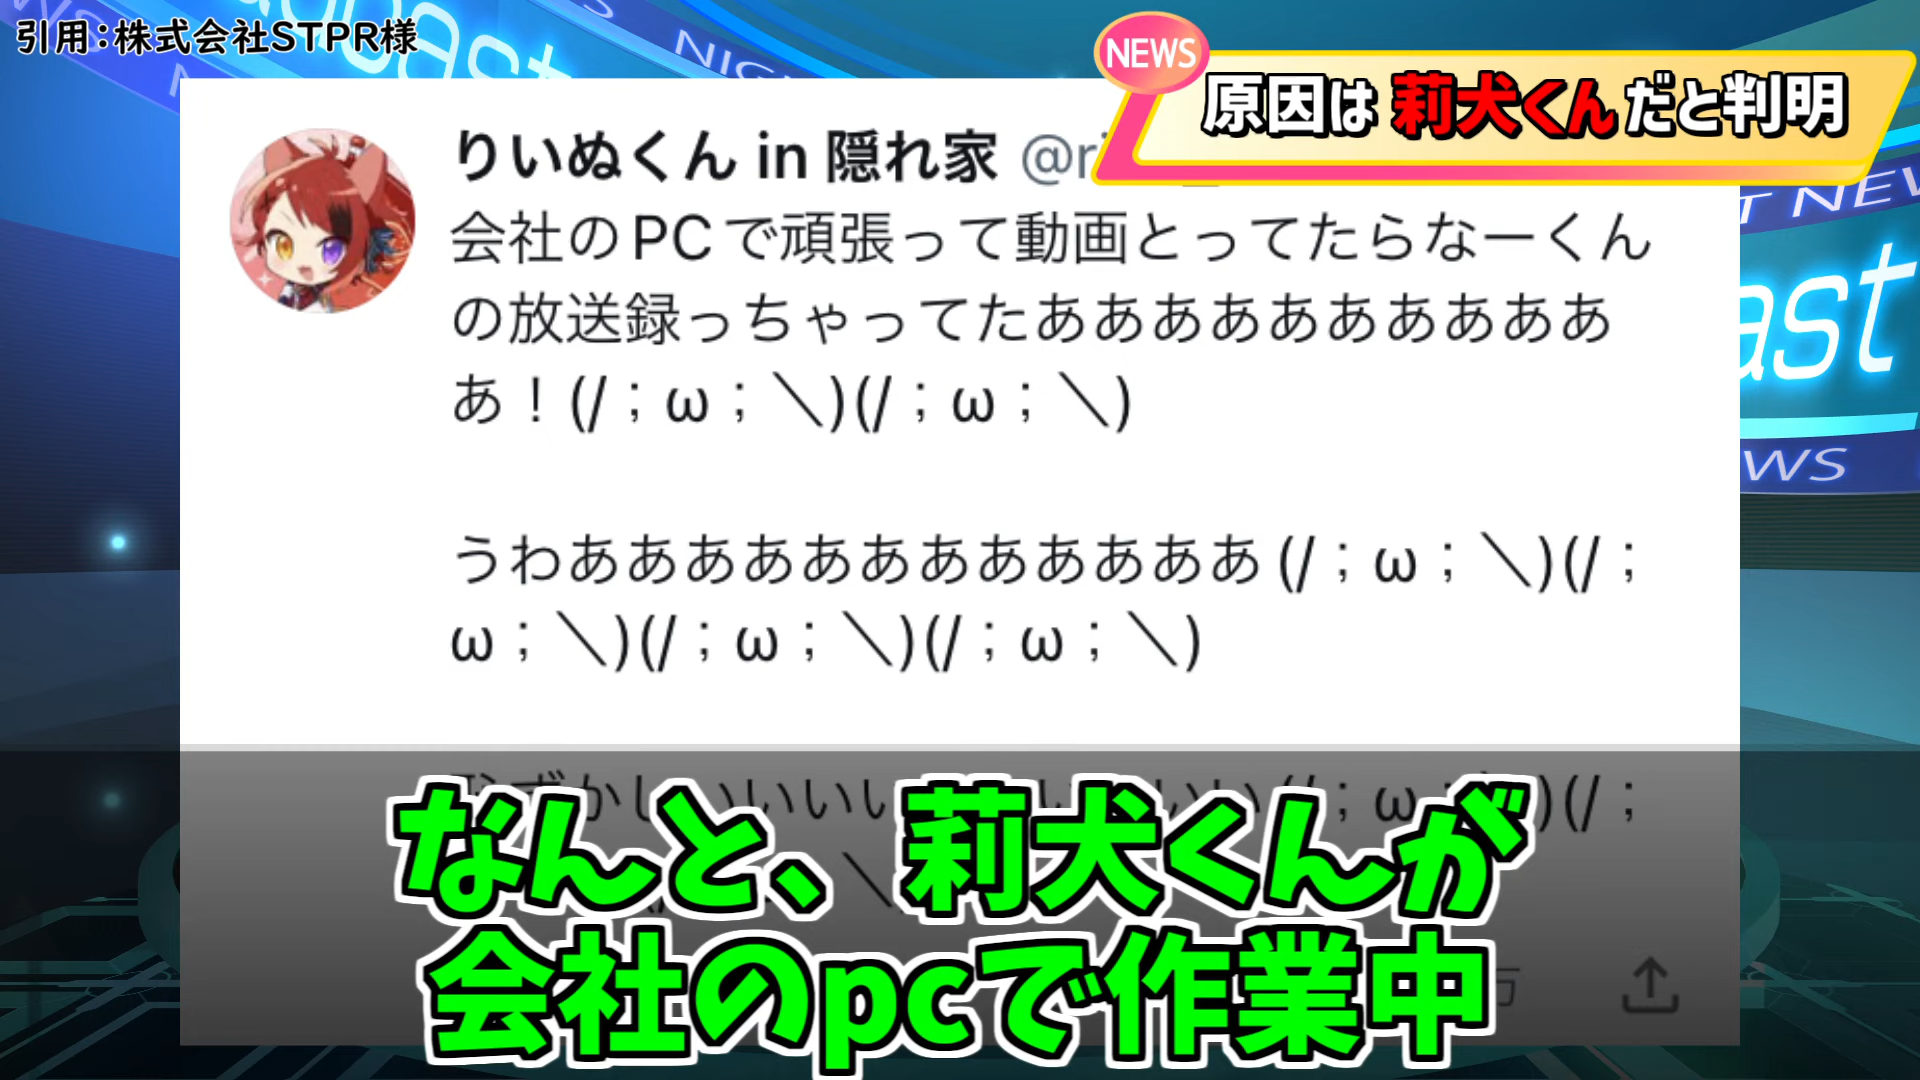 引用：株式会社STPR様
NEWS
原因は 莉犬くんだと判明
りいぬくん in 隠れ家
会社のPCで頑張って動画とってたらなーくん
の放送録っちゃってたああああああああああ
あ！(/；ω；＼)(/；ω；＼)
うわああああああああああああ(/；ω；＼)(/；
ω；＼)(/；ω；＼)(/；ω；＼)
なんと、莉犬くんが
会社のpcで作業中